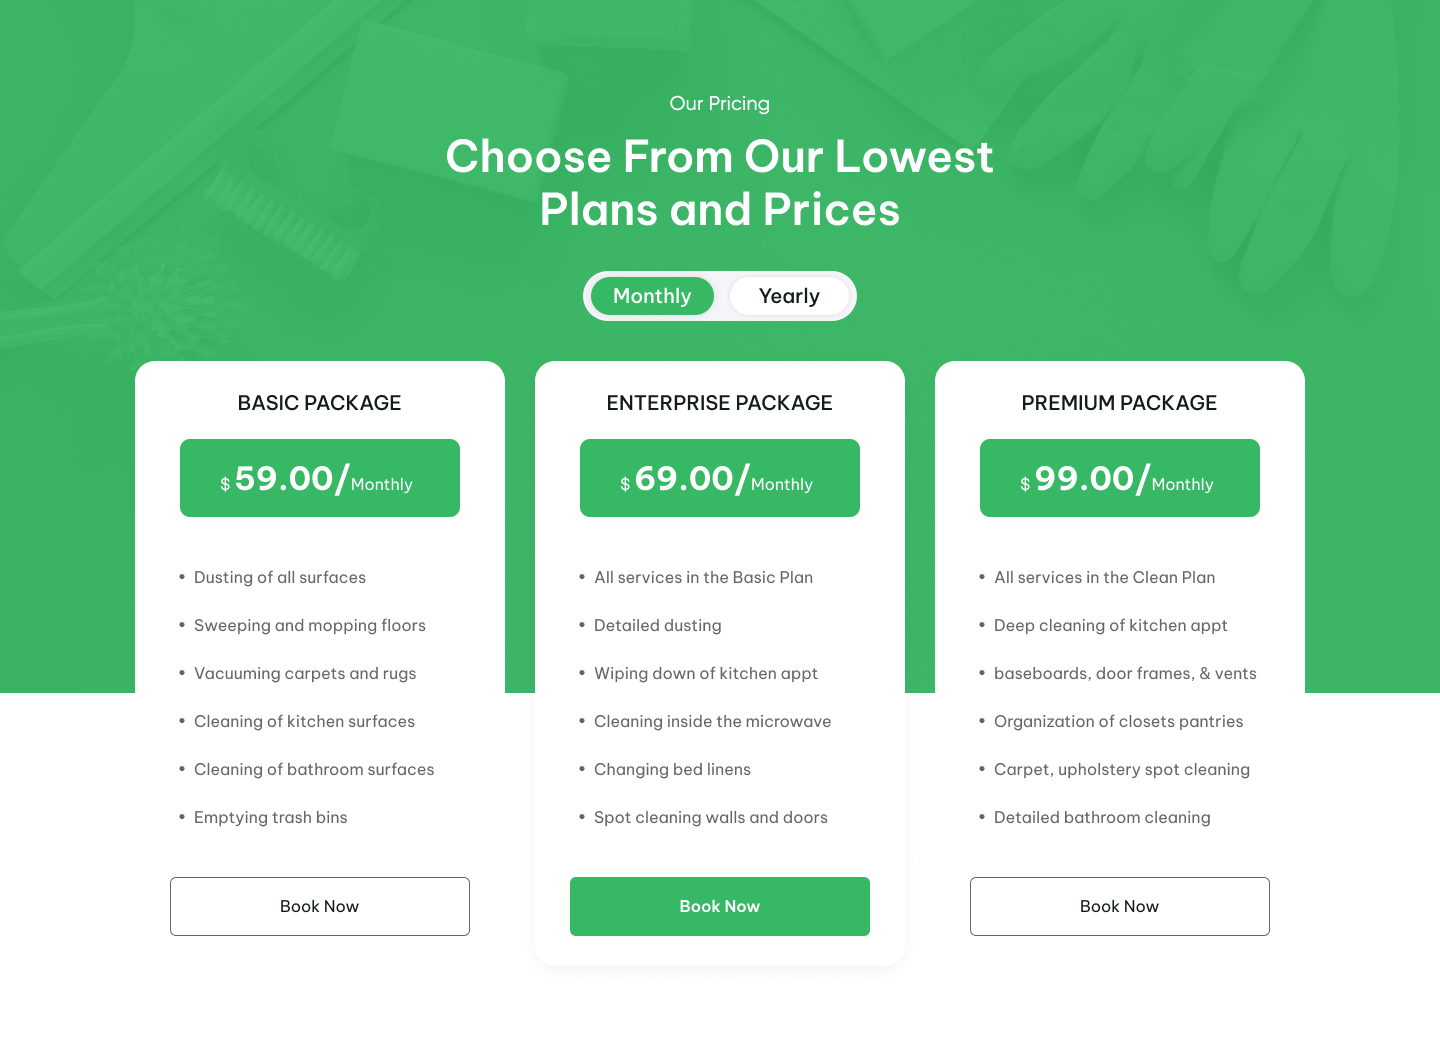 Our Pricing
Choose From Our Lowest
Plans and Prices
Monthly
Yearly
BASIC PACKAGE
$ 59.00/Monthly
• Dusting of all surfaces
• Sweeping and mopping floors
• Vacuuming carpets and rugs
• Cleaning of kitchen surfaces
• Cleaning of bathroom surfaces
• Emptying trash bins
Book Now
ENTERPRISE PACKAGE
$ 69.00/Monthly
• All services in the Basic Plan
• Detailed dusting
• Wiping down of kitchen appt
• Cleaning inside the microwave
• Changing bed linens
• Spot cleaning walls and doors
Book Now
PREMIUM PACKAGE
$ 99.00/Monthly
• All services in the Clean Plan
• Deep cleaning of kitchen appt
• baseboards, door frames, & vents
• Organization of closets pantries
• Carpet, upholstery spot cleaning
• Detailed bathroom cleaning
Book Now